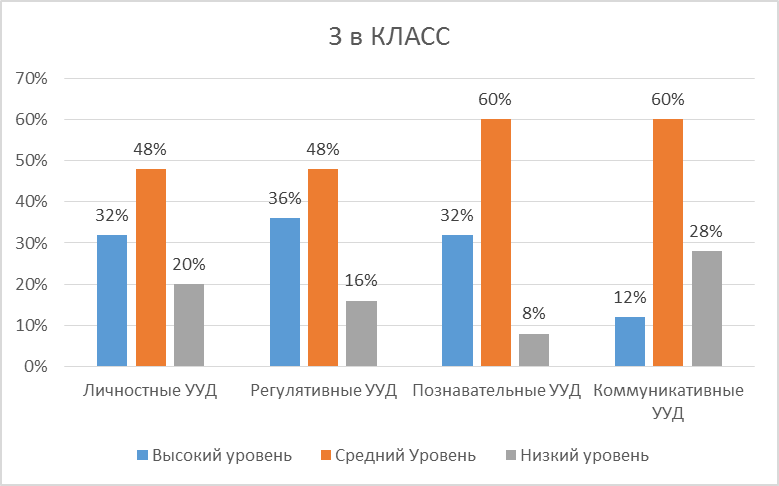 3 в КЛАСС
70%
60%
50%
40%
30%
20%
10%
0%
32%
48%
20%
36%
48%
16%
32%
60%
8%
12%
60%
28%
Личностные УУД
Регулятивные УУД
Познавательные УУД
Коммуникативные
УУД
Высокий уровень
Средний Уровень
Низкий уровень